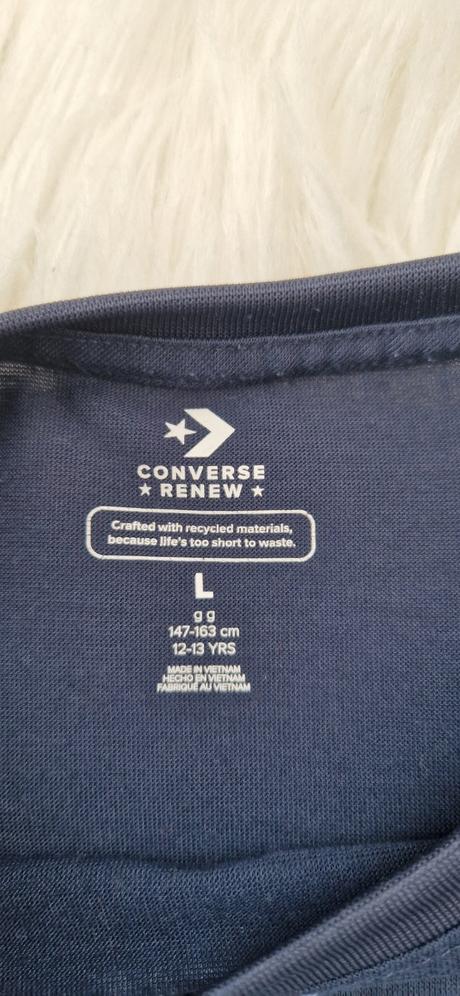 CONVERSE
★ RENEW ★
Crafted with recycled materials,
because life's too short to waste.
L
g g
147-163 cm
12-13 YRS
MADE IN VIETNAM
HECHO EN VIETNAM
FABRIQUÉ AU VIETNAM